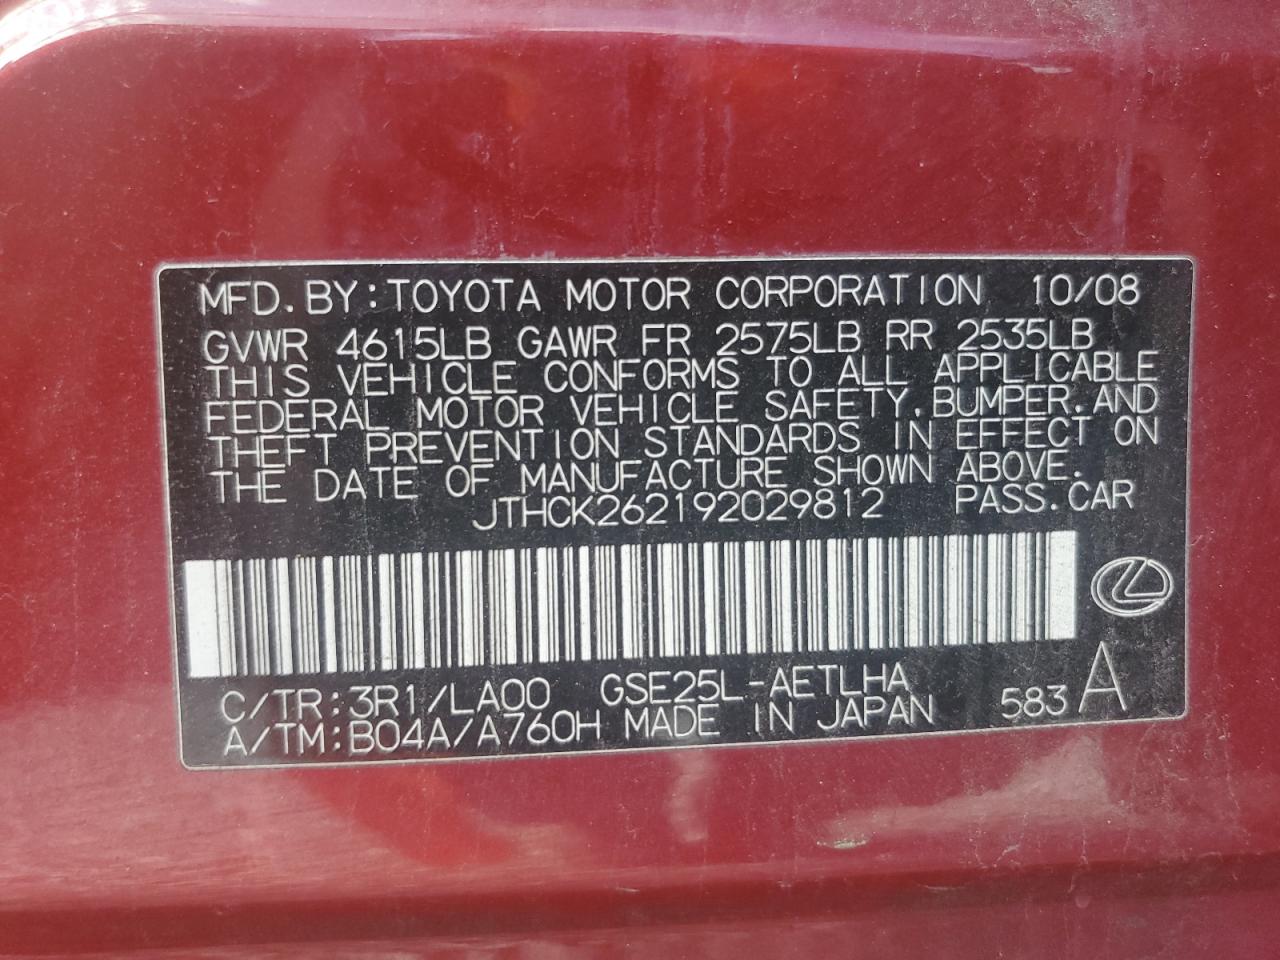 MFD. BY: TOYOTA MOTOR CORPORATION 10/08
GVWR 4615LB GAWR FR 2575LB RR 2535LB
THIS VEHICLE CONFORMS TO ALL APPLICABLE
FEDERAL MOTOR VEHICLE SAFETY, BUMPER, AND
THEFT PREVENTION STANDARDS IN EFFECT ON
THE DATE OF MANUFACTURE SHOWN ABOVE.
JTHCK262192029812 PASS. CAR
C/TR:3R1/LA00 GSE25L-AETLHA
A/TM:B04A/A760H MADE IN JAPAN 583 A